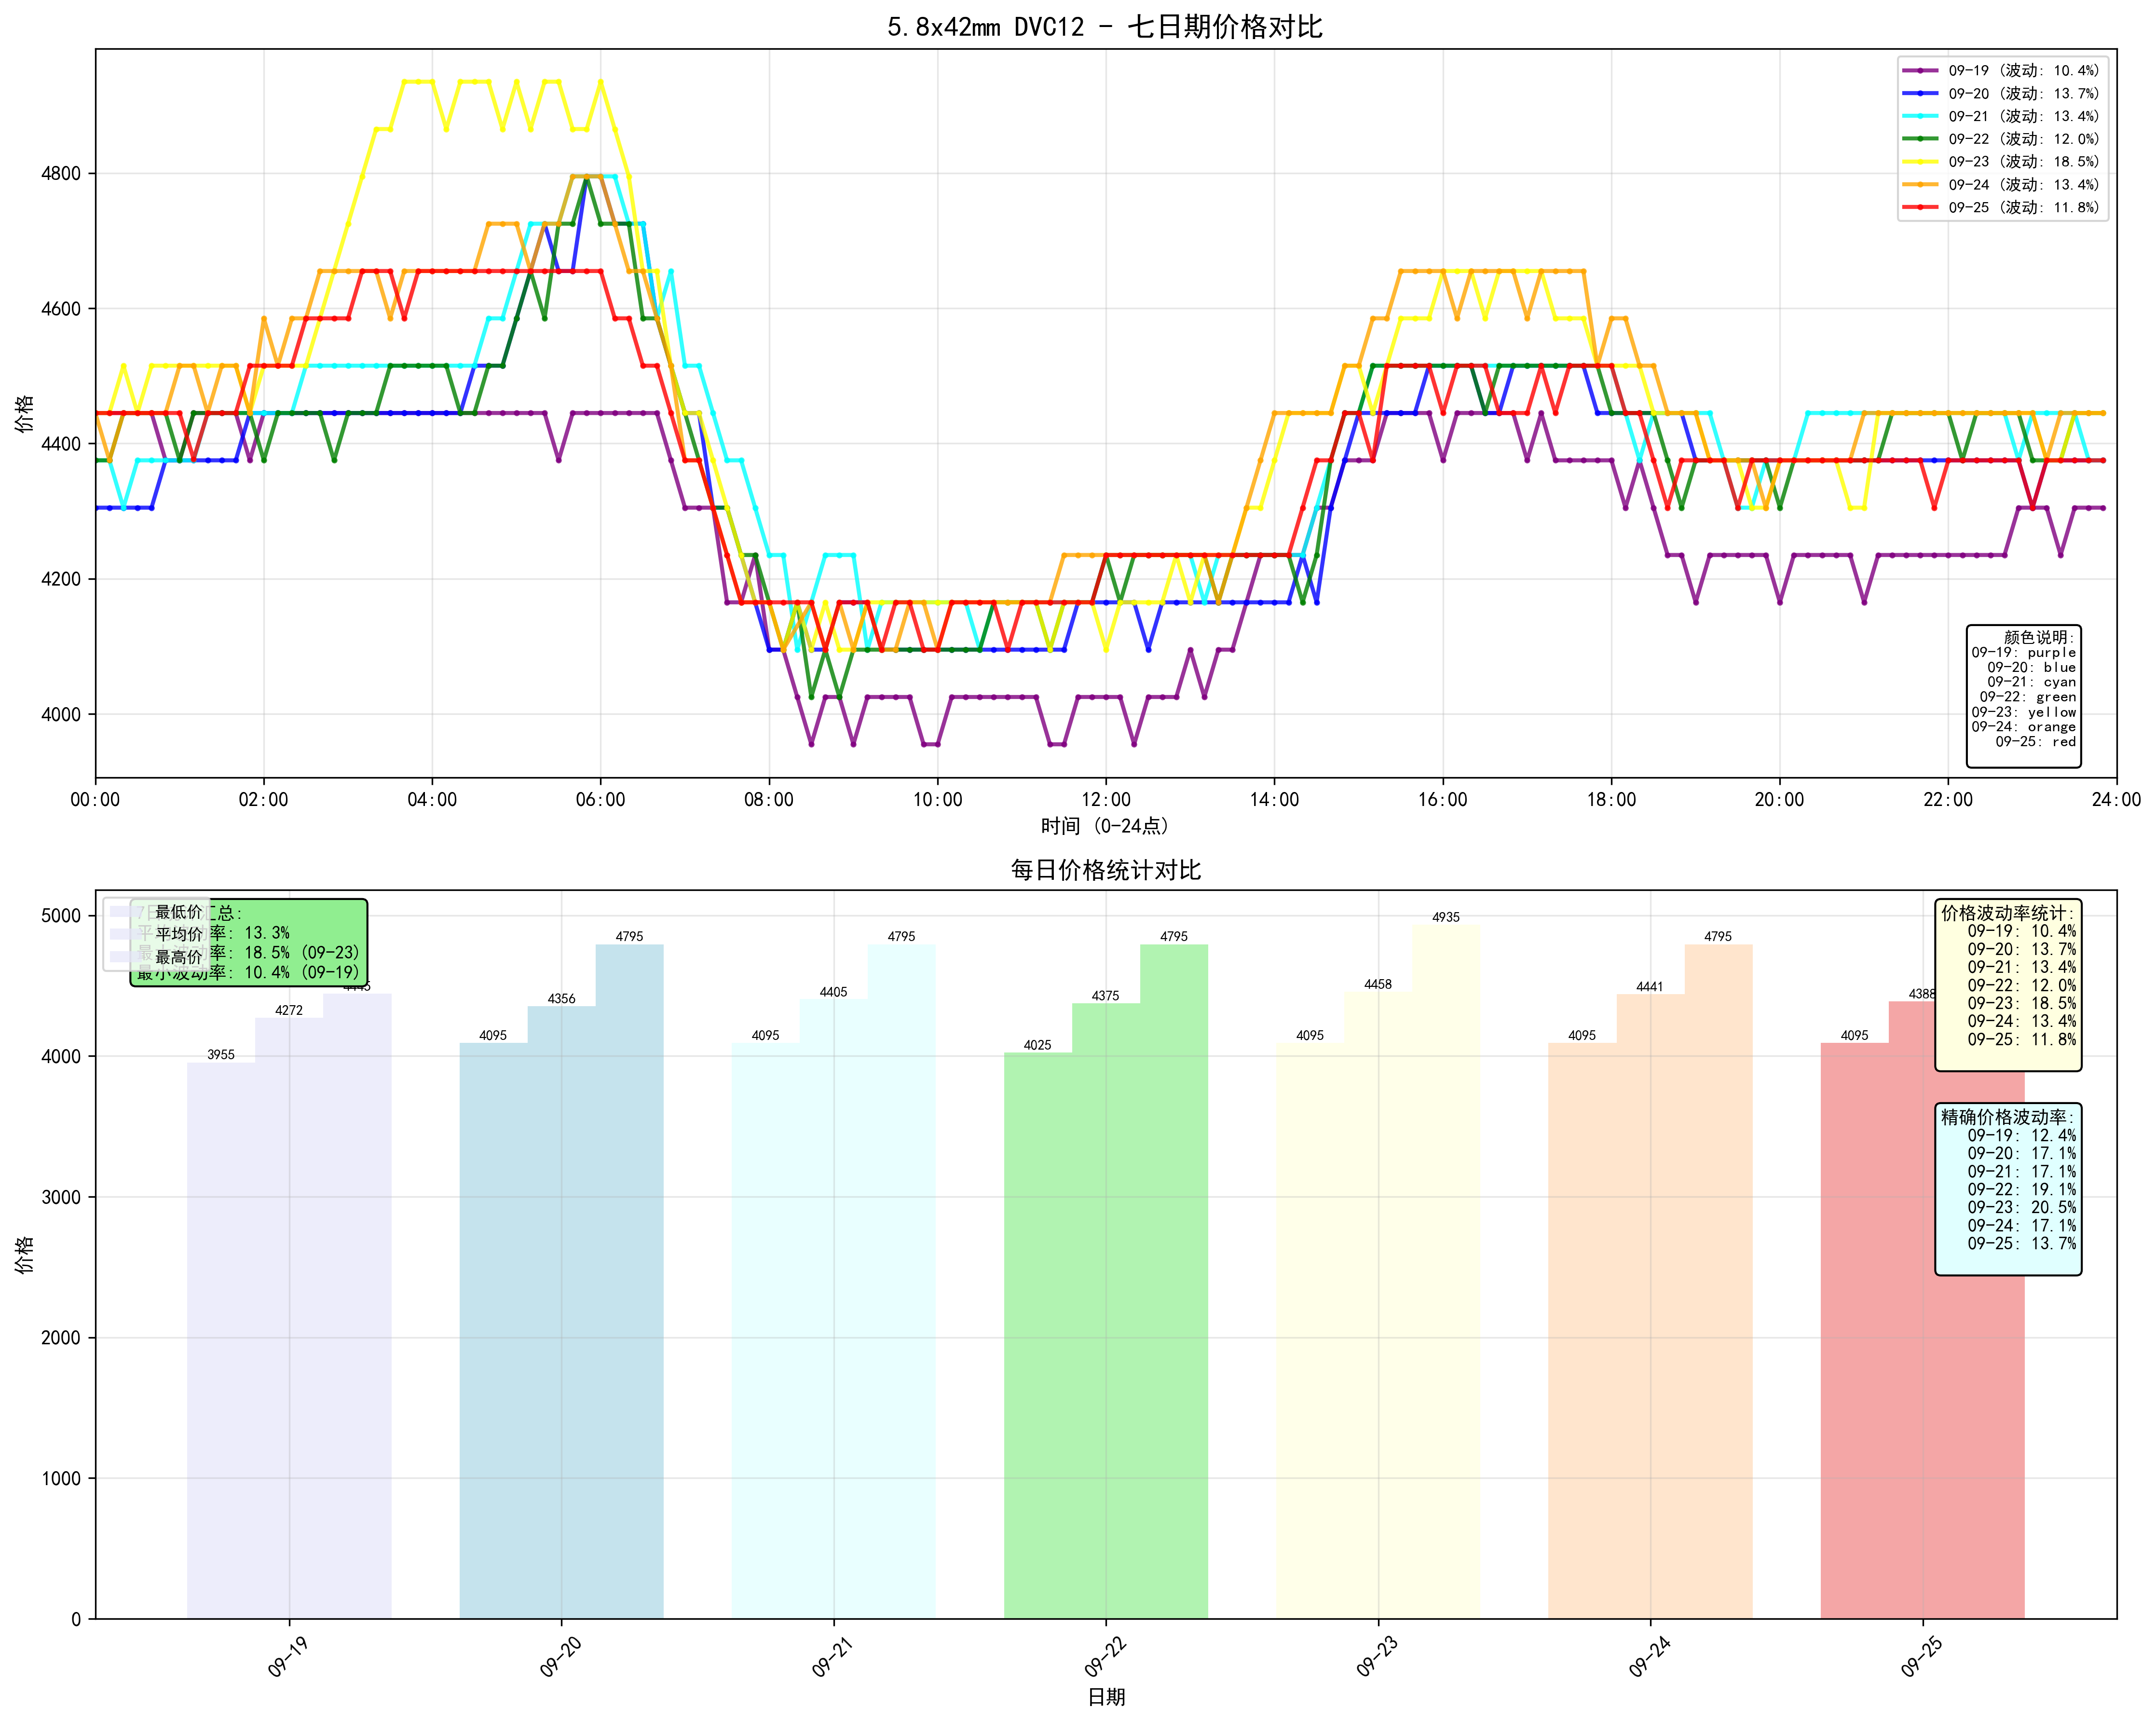 5.8x42mm DVC12 - 七日期价格对比
价格
4800
4600
4400
4200
4000
09-19 (波动: 10.4%)
09-20 (波动: 13.7%)
09-21 (波动: 13.4%)
09-22 (波动: 12.0%)
09-23 (波动: 18.5%)
09-24 (波动: 13.4%)
09-25 (波动: 11.8%)
颜色说明:
09-19: purple
09-20: blue
09-21: cyan
09-22: green
09-23: yellow
09-24: orange
09-25: red
00:00 02:00 04:00 06:00 08:00 10:00 12:00 14:00 16:00 18:00 20:00 22:00 24:00
时间 (0-24点)
每日价格统计对比
价格
5000
4000
3000
2000
1000
0
最低价
平均价
最高价
汇总:
率: 13.3%
率: 18.5% (09-23)
最小波动率: 10.4% (09-19)
3955 4272 4445
4095 4356 4795
4095 4405 4795
4025 4375 4795
4095 4458 4935
4095 4441 4795
4095 4388
价格波动率统计:
09-19: 10.4%
09-20: 13.7%
09-21: 13.4%
09-22: 12.0%
09-23: 18.5%
09-24: 13.4%
09-25: 11.8%
精确价格波动率:
09-19: 12.4%
09-20: 17.1%
09-21: 17.1%
09-22: 19.1%
09-23: 20.5%
09-24: 17.1%
09-25: 13.7%
09-19 09-20 09-21 09-22 09-23 09-24 09-25
日期